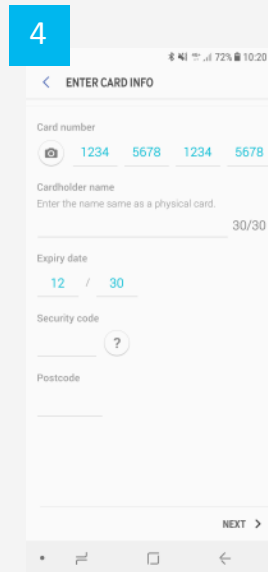 4
72% 10:20
ENTER CARD INFO
Card number
1234 5678 1234 5678
Cardholder name
Enter the name same as a physical card.
30/30
Expiry date
12 / 30
Security code
?
Postcode
NEXT >